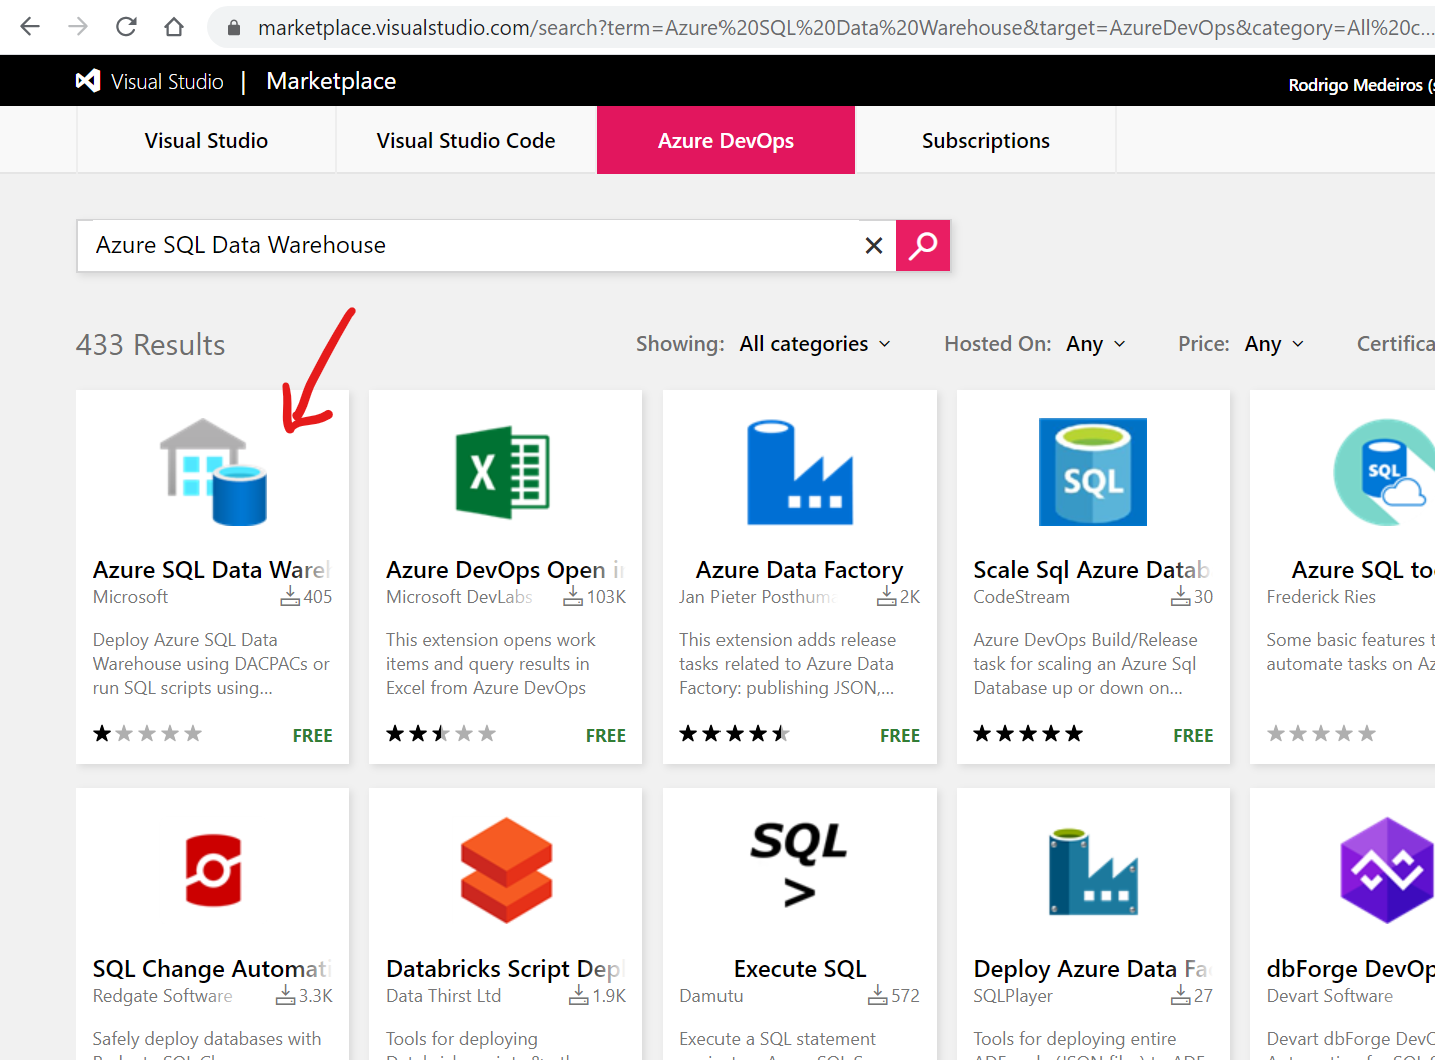 marketplace.visualstudio.com/search?term=Azure%20SQL%20Data%20Warehouse&target=AzureDevOps&category=All%20c...
Visual Studio | Marketplace
Rodrigo Medeiros (
Visual Studio
Visual Studio Code
Azure DevOps
Subscriptions
Azure SQL Data Warehouse
433 Results
Showing: All categories
Hosted On: Any
Price: Any
Certifica
X
SQL
SQL
Azure SQL Data Wareh
Microsoft
405
Deploy Azure SQL Data
Warehouse using DACPACs or
run SQL scripts using...
FREE
Azure DevOps Open in
Microsoft DevLabs
103K
This extension opens work
items and query results in
Excel from Azure DevOps
FREE
Azure Data Factory
Jan Pieter Posthuma
2K
This extension adds release
tasks related to Azure Data
Factory: publishing JSON,...
FREE
Scale Sql Azure Datab
CodeStream
30
Azure DevOps Build/Release
task for scaling an Azure Sql
Database up or down on...
FREE
Azure SQL to
Frederick Ries
Some basic features t
automate tasks on Az
SQL
>
SQL Change Automati
Redgate Software
3.3K
Safely deploy databases with
Databricks Script Depl
Data Thirst Ltd
1.9K
Tools for deploying
Execute SQL
Damutu
572
Execute a SQL statement
Deploy Azure Data Fac
SQLPlayer
27
Tools for deploying entire
dbForge DevOp
Devart Software
Devart dbForge DevO